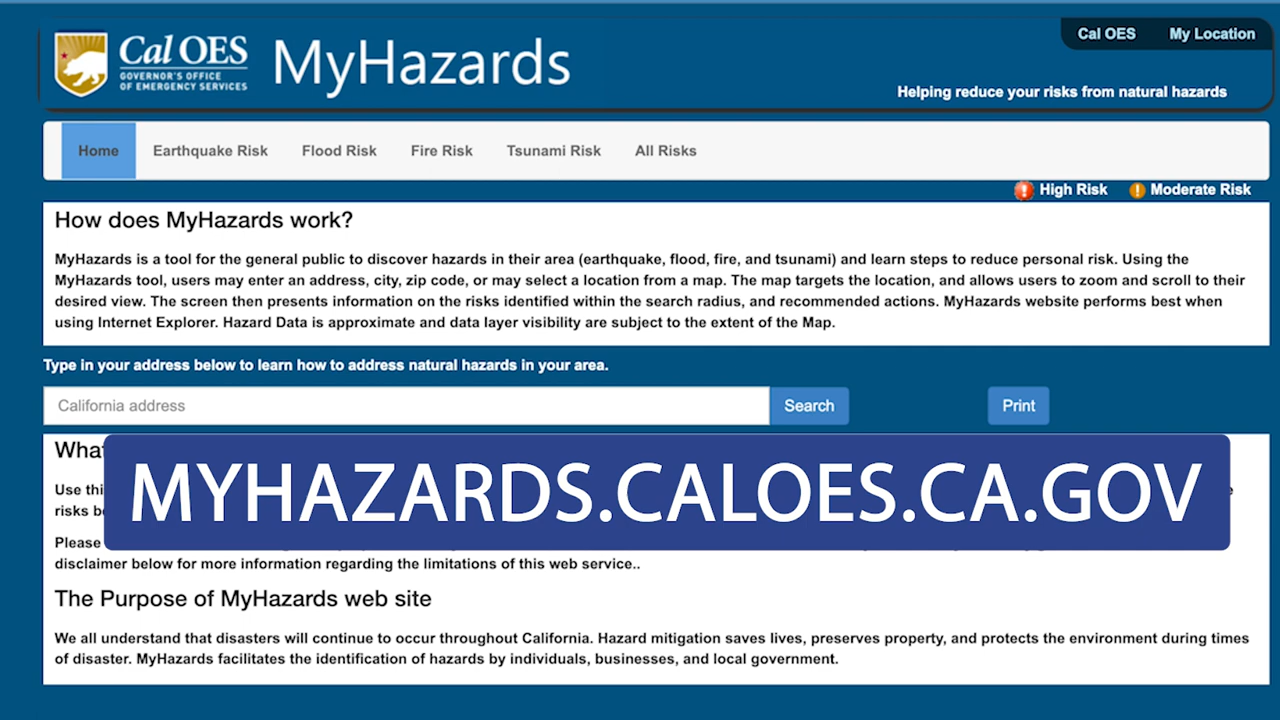 Cal OES
GOVERNOR'S OFFICE
OF EMERGENCY SERVICES
MyHazards
Cal OES My Location
Helping reduce your risks from natural hazards
Home Earthquake Risk Flood Risk Fire Risk Tsunami Risk All Risks
High Risk Moderate Risk
How does MyHazards work?
MyHazards is a tool for the general public to discover hazards in their area (earthquake, flood, fire, and tsunami) and learn steps to reduce personal risk. Using the
MyHazards tool, users may enter an address, city, zip code, or may select a location from a map. The map targets the location, and allows users to zoom and scroll to their
desired view. The screen then presents information on the risks identified within the search radius, and recommended actions. MyHazards website performs best when
using Internet Explorer. Hazard Data is approximate and data layer visibility are subject to the extent of the Map.
Type in your address below to learn how to address natural hazards in your area.
California address Search Print
MYHAZARDS.CALOES.CA.GOV
Use
risks
Please
disclaimer below for more information regarding the limitations of this web service..
The Purpose of MyHazards web site
We all understand that disasters will continue to occur throughout California. Hazard mitigation saves lives, preserves property, and protects the environment during times
of disaster. MyHazards facilitates the identification of hazards by individuals, businesses, and local government.